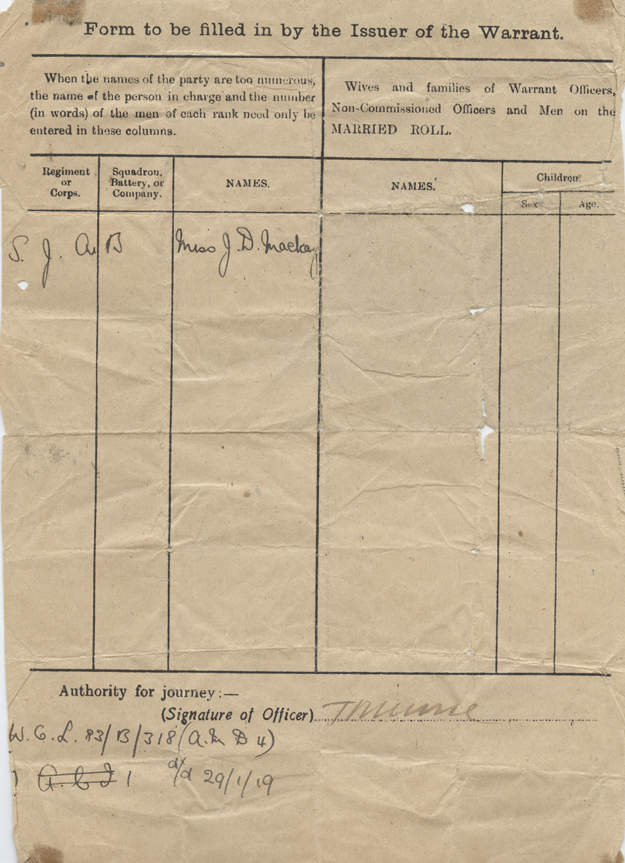 Form to be filled in by the Issuer of the Warrant.
When the names of the party are too numerous,
the name of the person in charge and the number
(in words) of the men of each rank need only be
entered in these columns.
Wives and families of Warrant Officers,
Non-Commissioned Officers and Men on the
MARRIED ROLL.
Regiment
or
Corps.
Squadron,
Battery, or
Company.
NAMES.
NAMES.
Children.
Sex
Age.
S. J. A. B
Miss J. D. Mackay
Authority for journey:—
(Signature of Officer)
W. O. L. 83/B/318 (A.M.D 4)
d/d 29/1/19